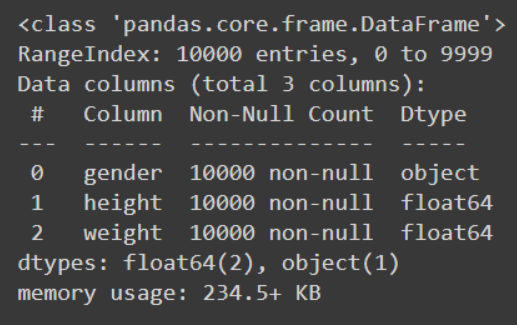 <class 'pandas.core.frame.DataFrame'>
RangeIndex: 10000 entries, 0 to 9999
Data columns (total 3 columns):
 #   Column  Non-Null Count  Dtype
---  ------  --------------  -----
 0   gender  10000 non-null  object
 1   height  10000 non-null  float64
 2   weight  10000 non-null  float64
dtypes: float64(2), object(1)
memory usage: 234.5+ KB